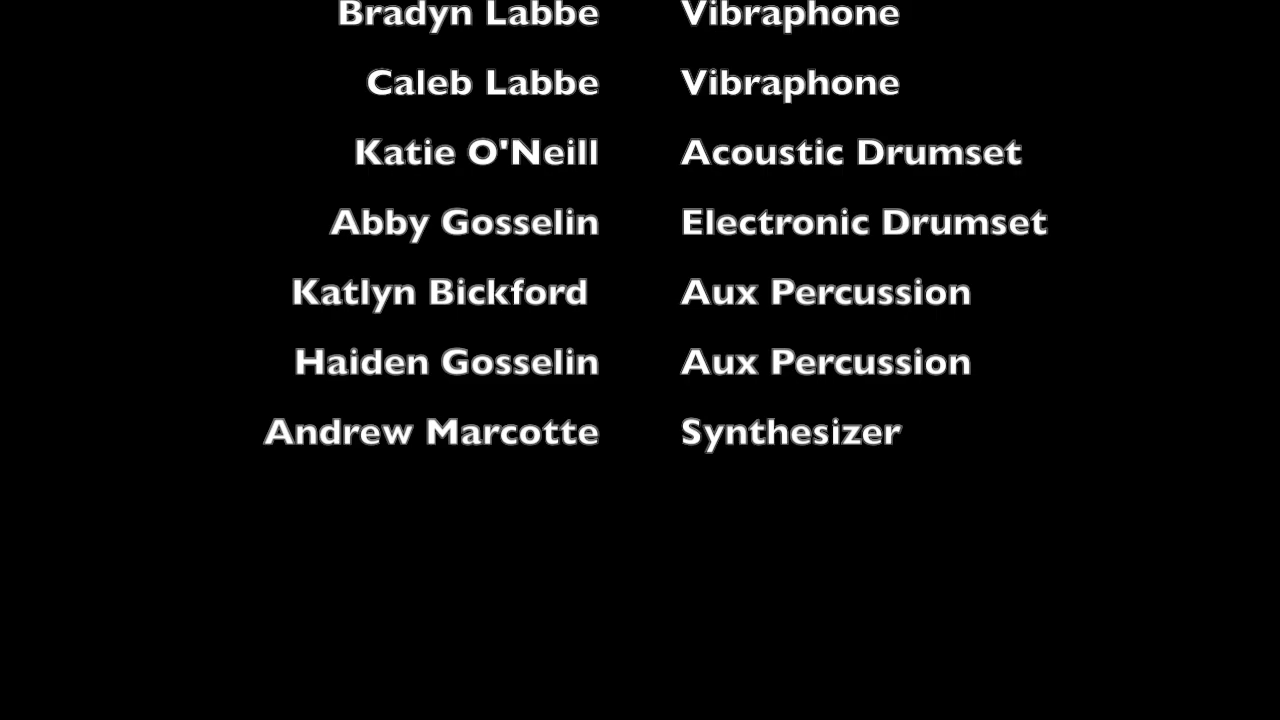 Bradyn Labbe Vibraphone
Caleb Labbe Vibraphone
Katie O'Neill Acoustic Drumset
Abby Gosselin Electronic Drumset
Katlyn Bickford Aux Percussion
Haiden Gosselin Aux Percussion
Andrew Marcotte Synthesizer